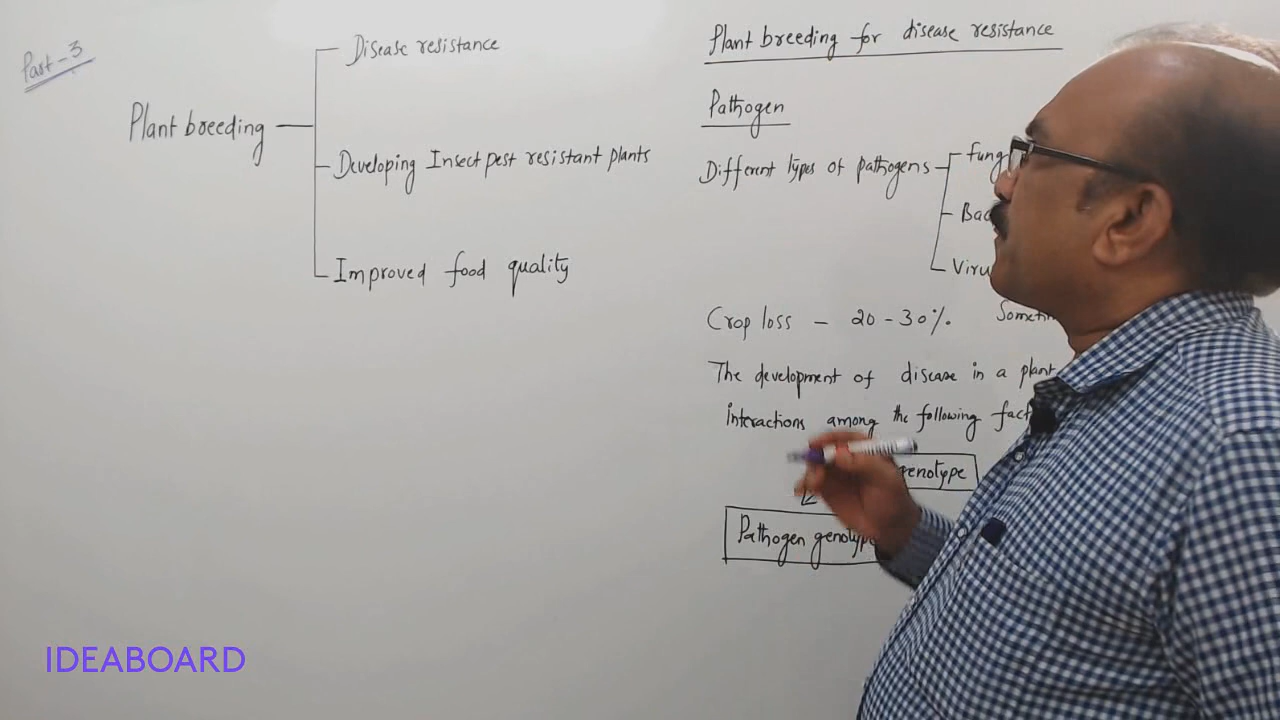 Part-3
Plant breeding
Disease resistance
Developing Insect pest resistant plants
Improved food quality
Plant breeding for disease resistance
Pathogen
Different types of pathogens
Crop loss - 20-30%.
The development of disease in a plant
interactions among the following
genotype
Pathogen genotype
IDEABOARD